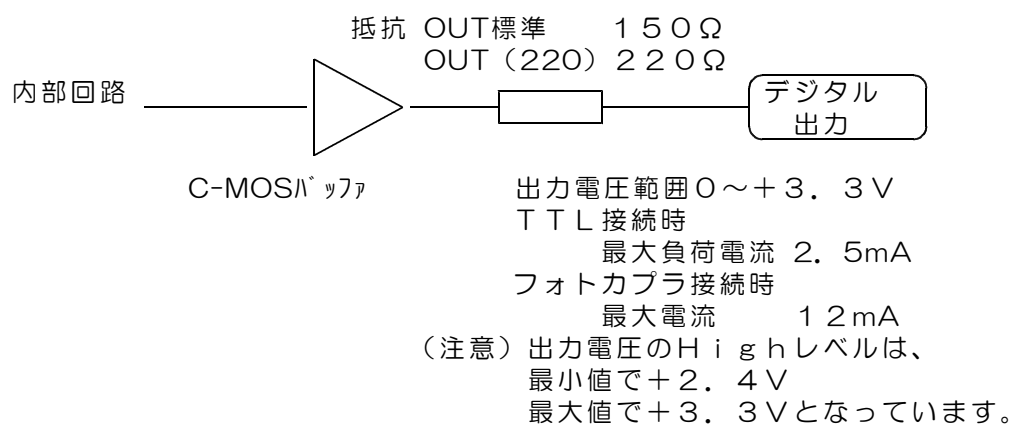 抵抗 OUT標準 150Ω
OUT(220)220Ω
内部回路
デジタル
出力
C-MOSﾊﾞｯﾌｧ
出力電圧範囲0～+3.3V
TTL接続時
最大負荷電流 2.5mA
フォトカプラ接続時
最大電流 12mA
(注意)出力電圧のHighレベルは、
最小値で+2.4V
最大値で+3.3Vとなっています。